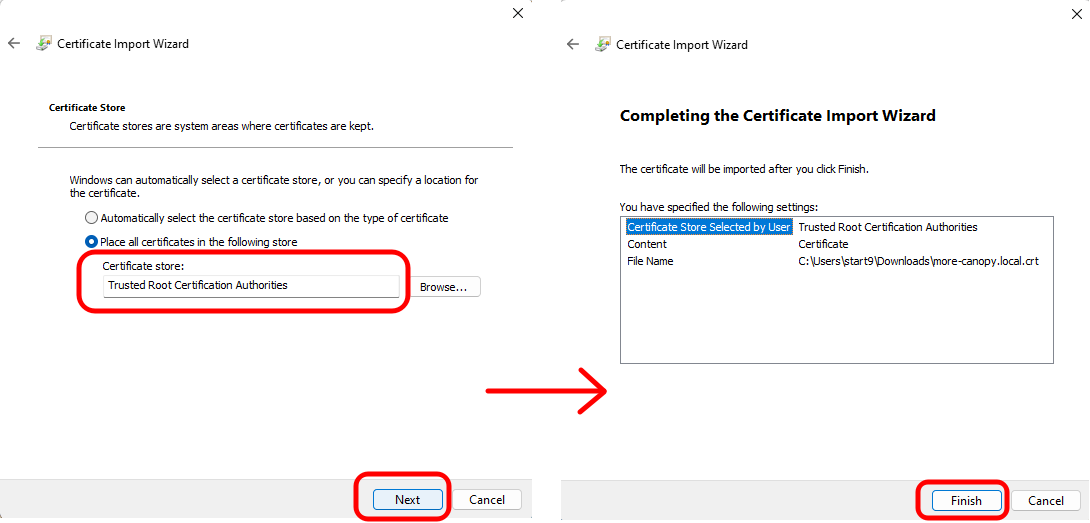 Certificate Import Wizard
Certificate Store
Certificate stores are system areas where certificates are kept.
Windows can automatically select a certificate store, or you can specify a location for
the certificate.
Automatically select the certificate store based on the type of certificate
Place all certificates in the following store
Certificate store:
Trusted Root Certification Authorities
Browse...
Next
Cancel
Certificate Import Wizard
Completing the Certificate Import Wizard
The certificate will be imported after you click Finish.
You have specified the following settings:
Certificate Store Selected by User Trusted Root Certification Authorities
Content Certificate
File Name C:\Users\start9\Downloads\more-canopy.local.crt
Finish
Cancel